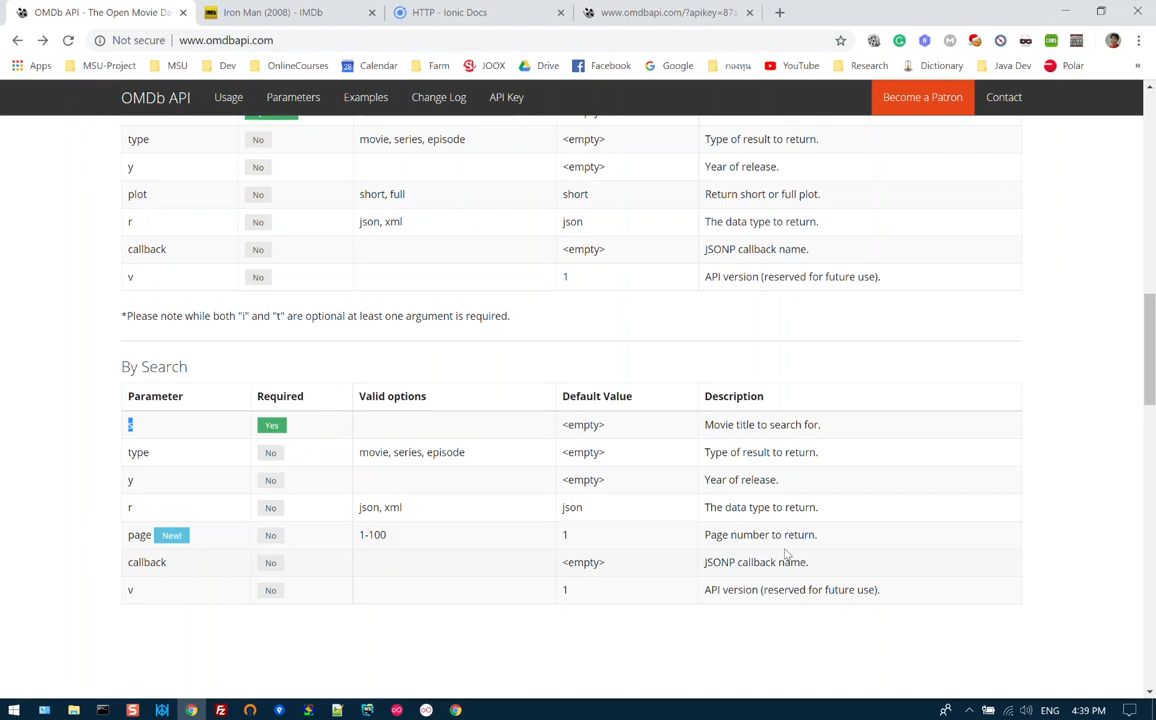 OMDb API - The Open Movie Da
Iron Man (2008) - IMDb
HTTP - Ionic Docs
www.omdbapi.com/?apikey=87
Not secure | www.omdbapi.com
Apps MSU-Project MSU Dev OnlineCourses Calendar Farm JOOX Drive Facebook Google กองทุน YouTube Research Dictionary Java Dev Polar »
OMDb API Usage Parameters Examples Change Log API Key Become a Patron Contact
type No movie, series, episode <empty> Type of result to return.
y No <empty> Year of release.
plot No short, full short Return short or full plot.
r No json, xml json The data type to return.
callback No <empty> JSONP callback name.
v No 1 API version (reserved for future use).
*Please note while both "i" and "t" are optional at least one argument is required.
By Search
Parameter Required Valid options Default Value Description
s Yes <empty> Movie title to search for.
type No movie, series, episode <empty> Type of result to return.
y No <empty> Year of release.
r No json, xml json The data type to return.
page New! No 1-100 1 Page number to return.
callback No <empty> JSONP callback name.
v No 1 API version (reserved for future use).
ENG 4:39 PM